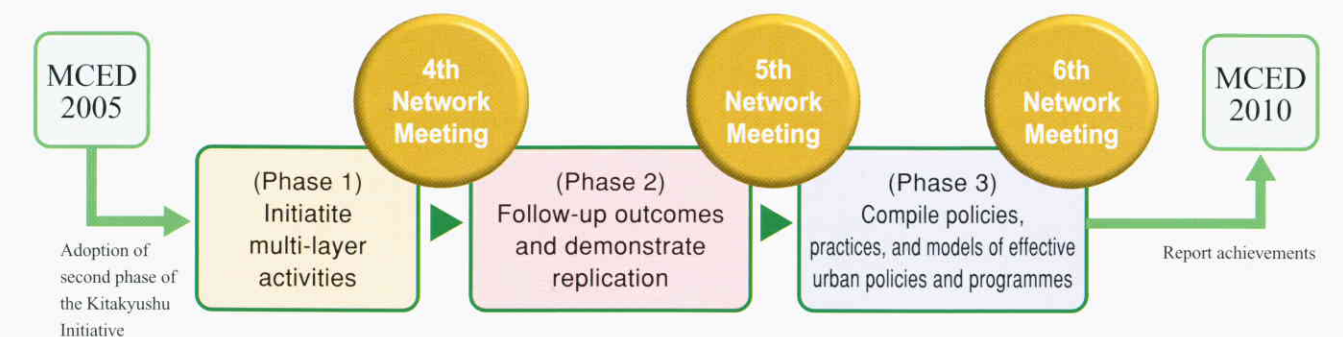 MCED
2005
Adoption of
second phase of
the Kitakyushu
Initiative
(Phase 1)
Initiatite
multi-layer
activities
4th
Network
Meeting
(Phase 2)
Follow-up outcomes
and demonstrate
replication
5th
Network
Meeting
(Phase 3)
Compile policies,
practices, and models of effective
urban policies and programmes
6th
Network
Meeting
Report achievements
MCED
2010